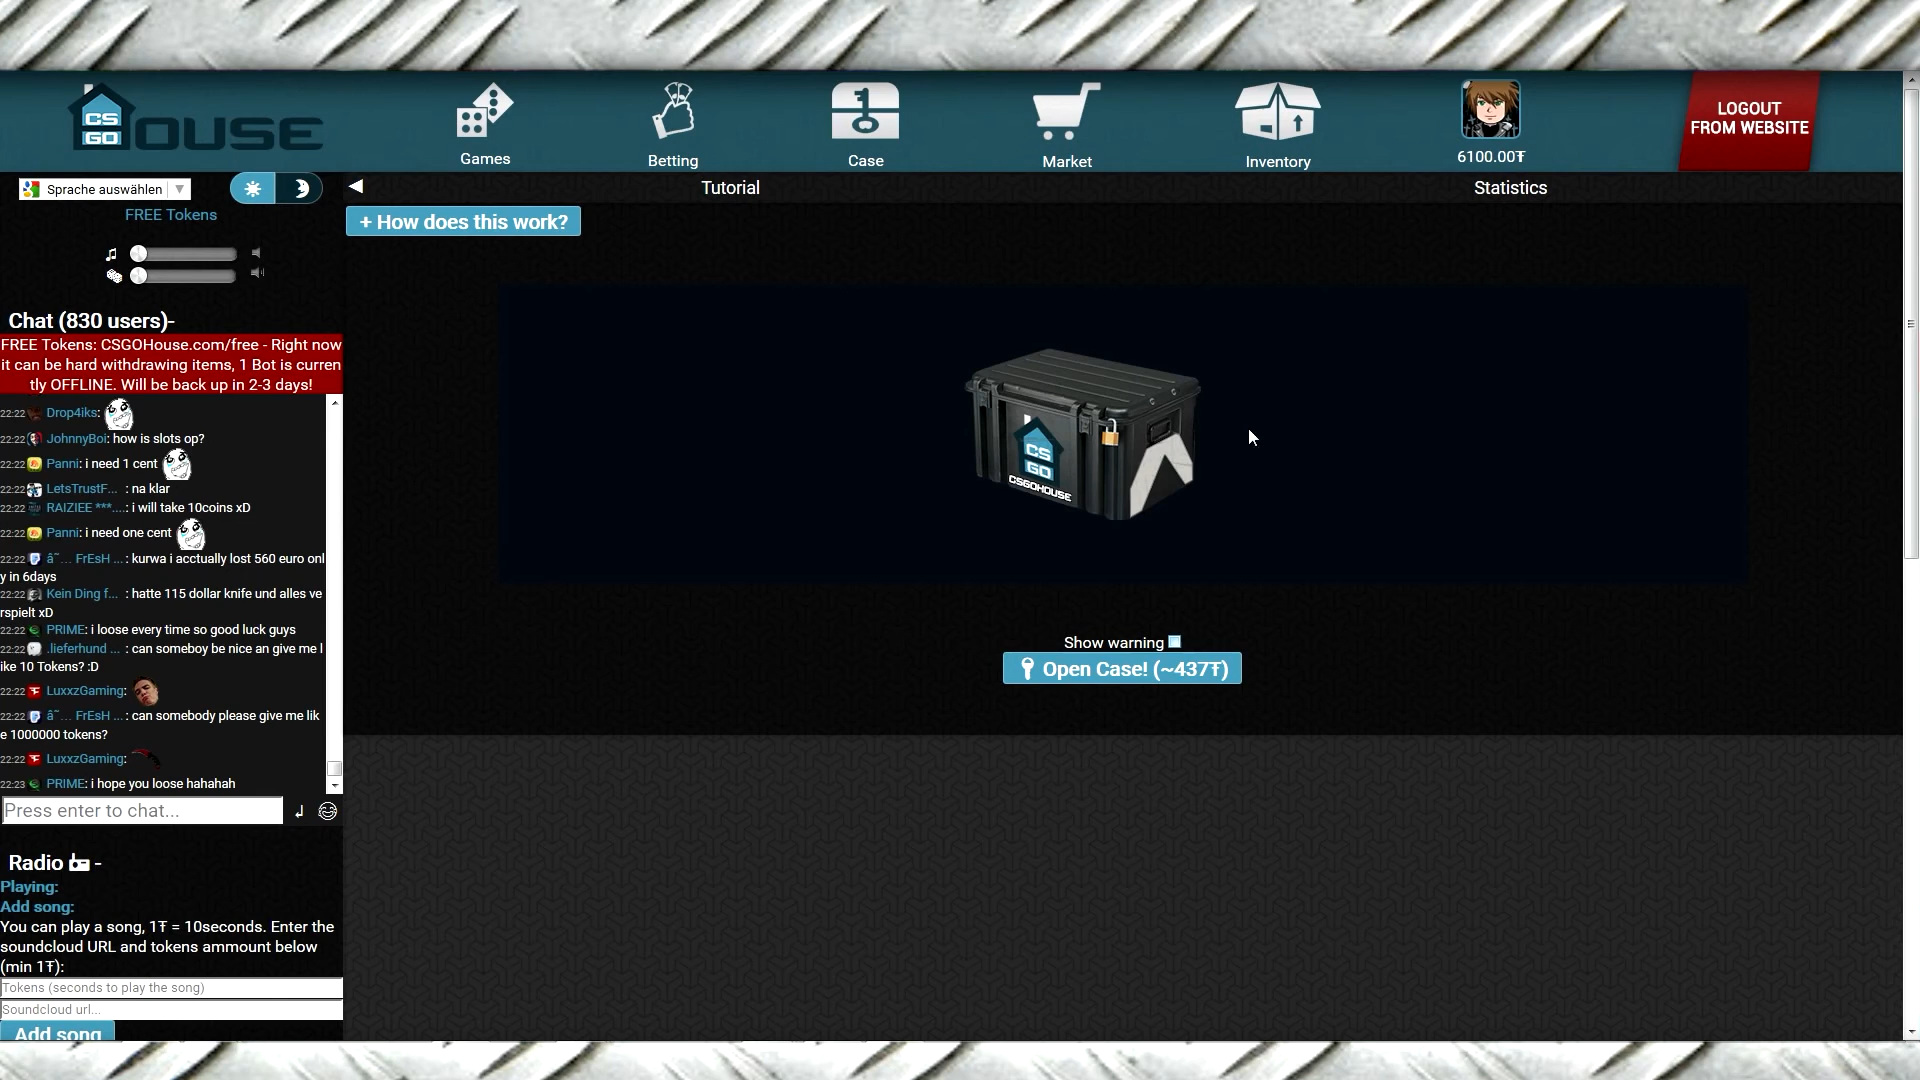 CS
GO
OUSE
Games
Betting
Case
Market
Inventory
6100.00Ŧ
LOGOUT
FROM WEBSITE
Sprache auswählen
FREE Tokens
Tutorial
Statistics
+ How does this work?
Chat (830 users)-
FREE Tokens: CSGOHouse.com/free - Right now
it can be hard withdrawing items, 1 Bot is curren
tly OFFLINE. Will be back up in 2-3 days!
22:22 Drop4iks:
22:22 JohnnyBoi: how is slots op?
22:22 Panni: i need 1 cent
22:22 LetsTrustF... : na klar
22:22 RAIZIEE ***....: i will take 10coins xD
22:22 Panni: i need one cent
22:22 â˜... FrEsH ... : kurwa i acctually lost 560 euro onl
y in 6days
22:22 Kein Ding f... : hatte 115 dollar knife und alles ve
rspielt xD
22:22 PRIME: i loose every time so good luck guys
22:22 .lieferhund ... : can someboy be nice an give me l
ike 10 Tokens? :D
22:22 LuxxzGaming:
22:22 â˜... FrEsH ... : can somebody please give me lik
e 1000000 tokens?
22:22 LuxxzGaming:
22:23 PRIME: i hope you loose hahahah
Press enter to chat...
Radio -
Playing:
Add song:
You can play a song, 1Ŧ = 10seconds. Enter the
soundcloud URL and tokens ammount below
(min 1Ŧ):
Tokens (seconds to play the song)
Soundcloud url...
Add song
CS
GO
CSGOHOUSE
Show warning
Open Case! (~437Ŧ)